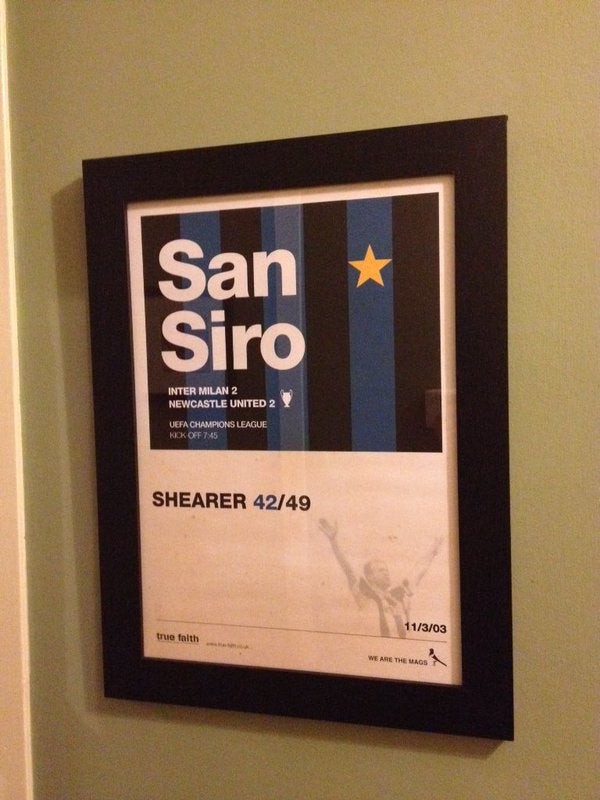 San
Siro
INTER MILAN 2
NEWCASTLE UNITED 2
UEFA CHAMPIONS LEAGUE
KICK-OFF 7:45
SHEARER 42/49
11/3/03
true faith
WE ARE THE MAGS